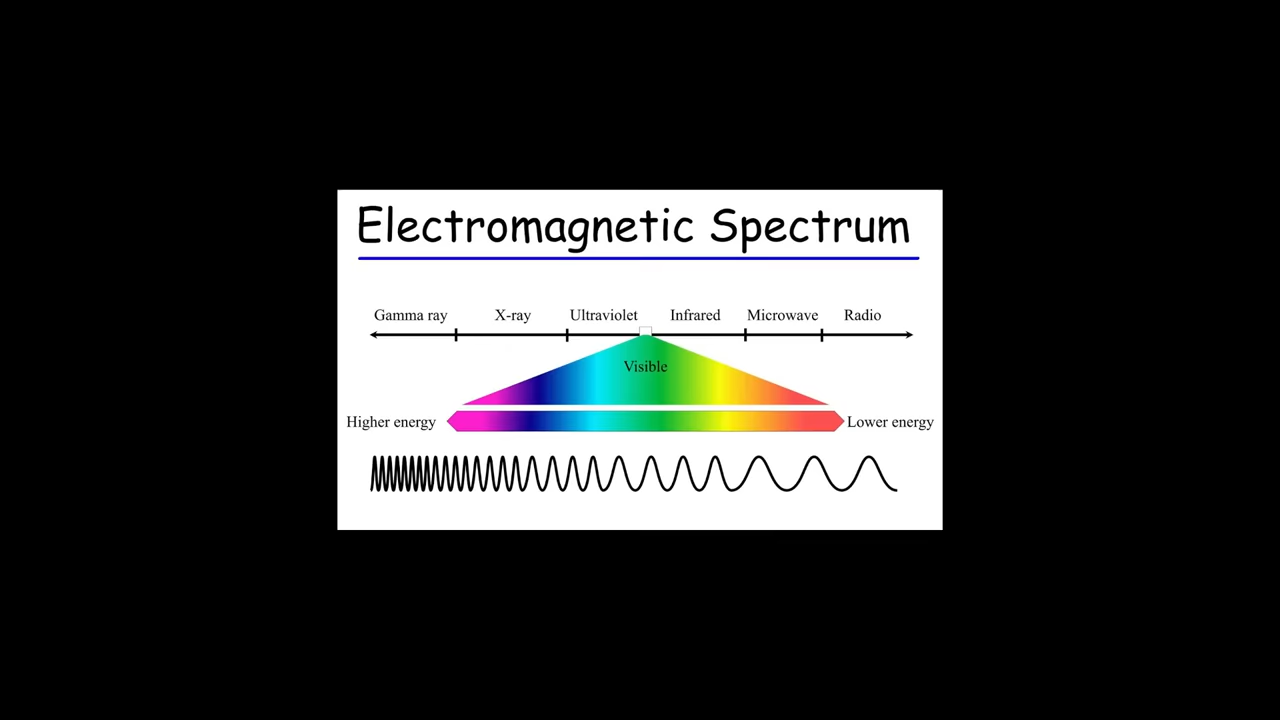 Electromagnetic Spectrum
Gamma ray X-ray Ultraviolet Infrared Microwave Radio
Visible
Higher energy Lower energy